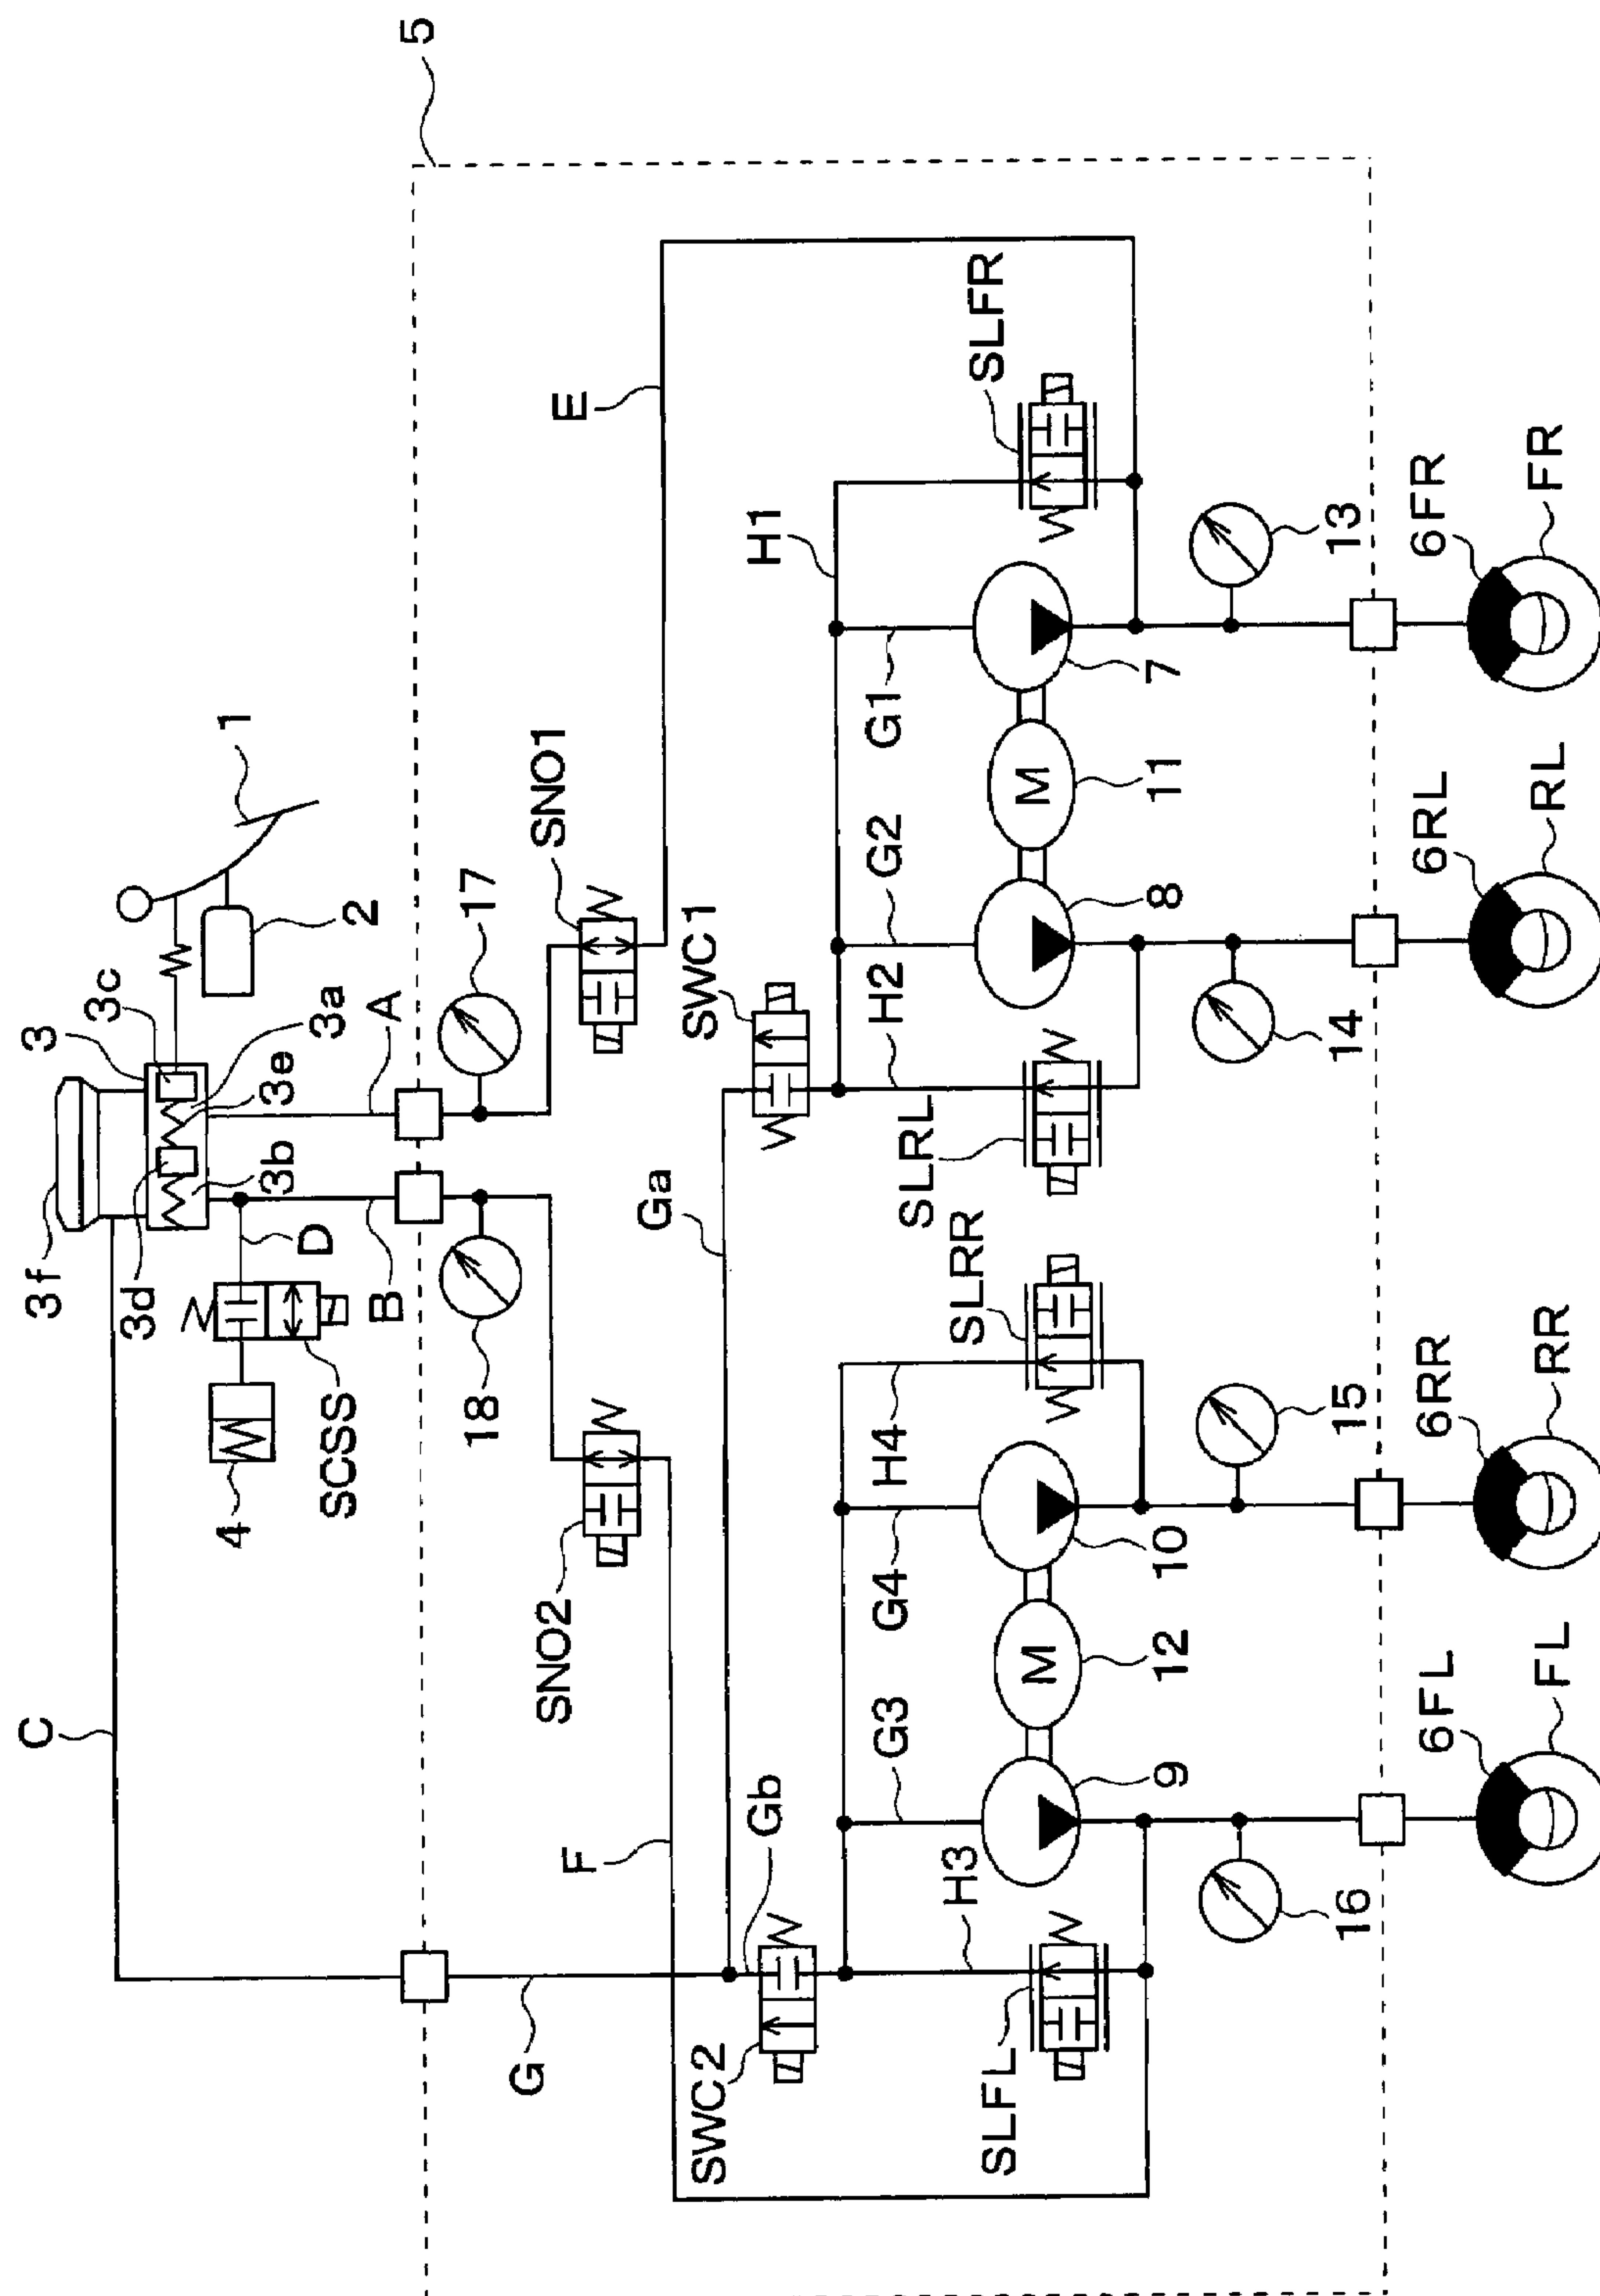 5
3f
3
3c
3d
3b
3e
3a
1
2
C
4
SCSS
D
B
A
18
17
SNO1
SNO2
E
F
G
Ga
Gb
SWC1
SWC2
H1
H2
H3
H4
G1
G2
G3
G4
SLFR
SLRL
SLRR
SLFL
7
M
11
8
10
M
12
9
13
14
15
16
6FR
FR
6RL
RL
6RR
RR
6FL
FL